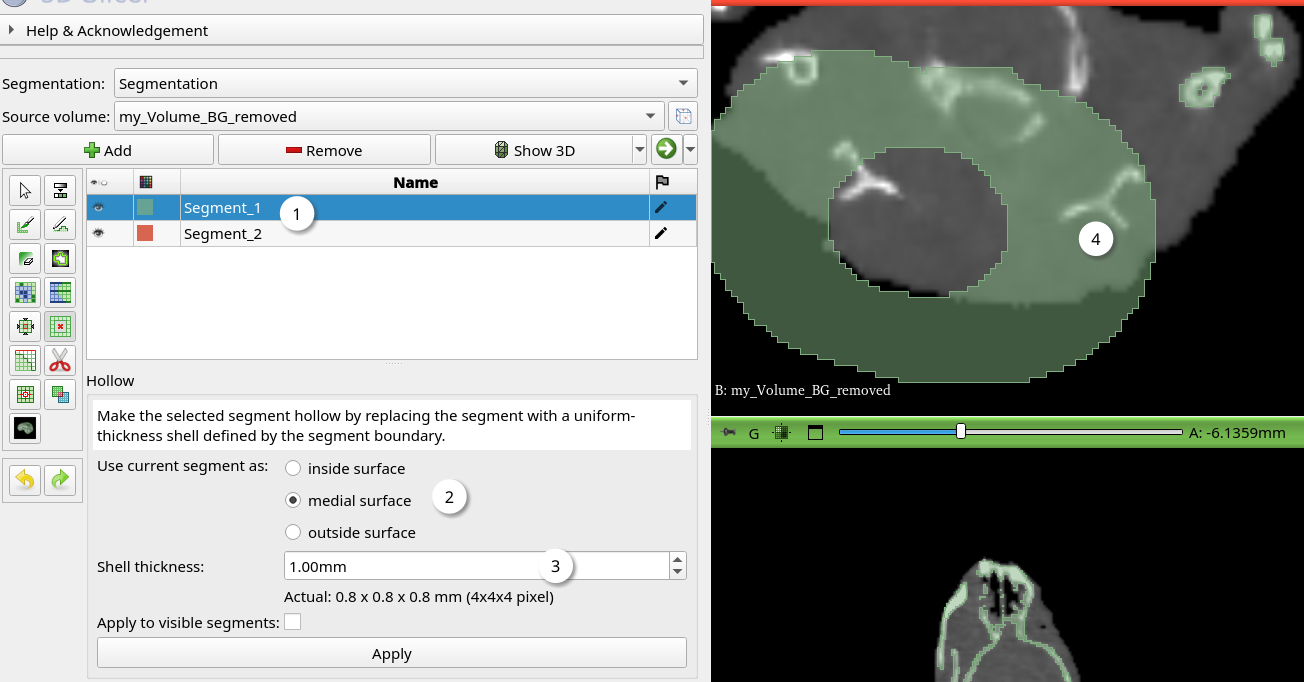 3D Slicer
Help & Acknowledgement
Segmentation: Segmentation
Source volume: my_Volume_BG_removed
Add Remove Show 3D
Name
Segment_1 1
Segment_2
4
B: my_Volume_BG_removed
G A: -6.1359mm
Hollow
Make the selected segment hollow by replacing the segment with a uniform-
thickness shell defined by the segment boundary.
Use current segment as: inside surface
medial surface 2
outside surface
Shell thickness: 1.00mm 3
Actual: 0.8 x 0.8 x 0.8 mm (4x4x4 pixel)
Apply to visible segments:
Apply